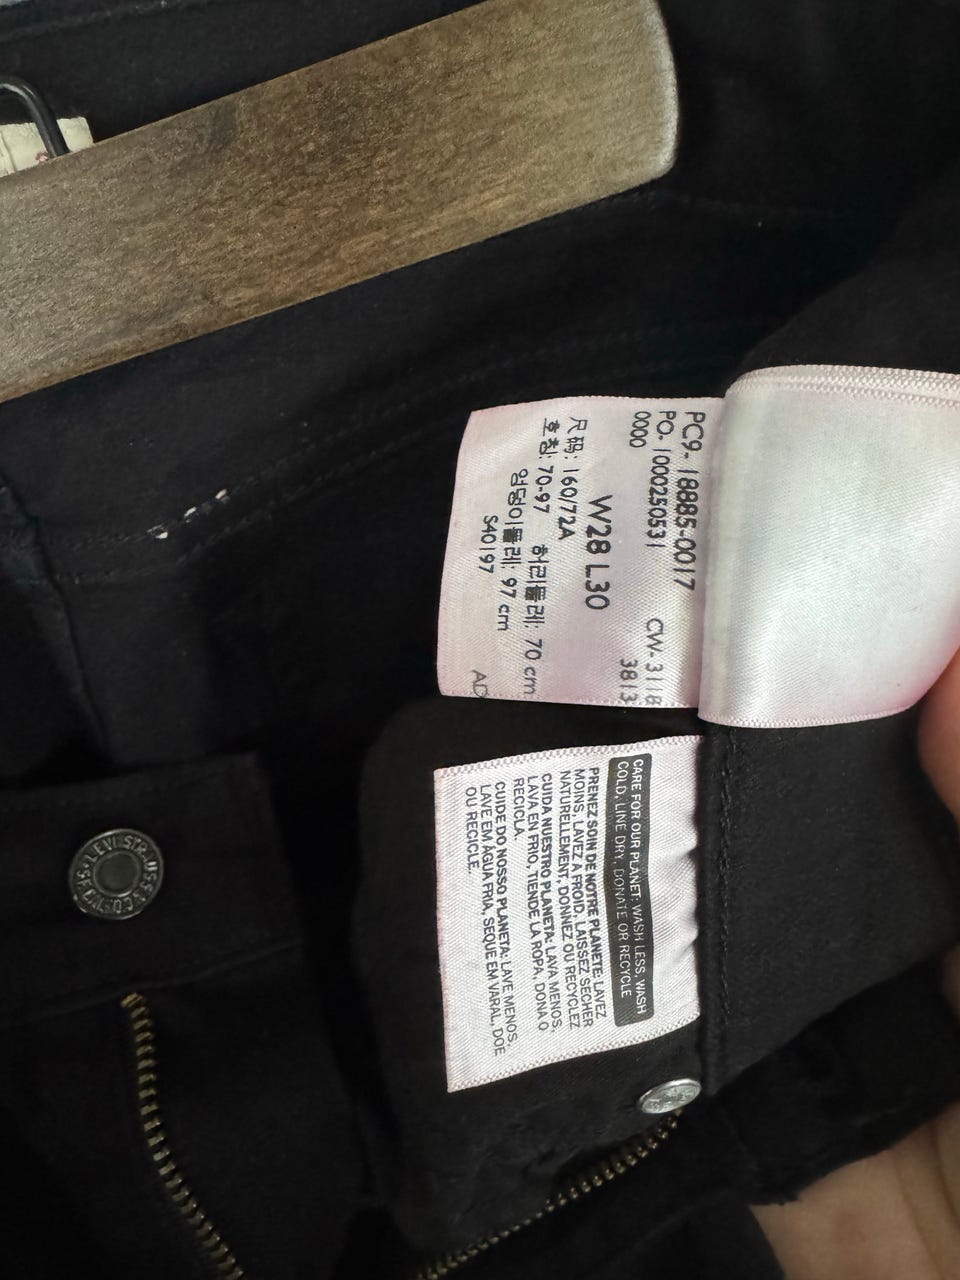 PC9-18885-0017
PO-1000250531 CW-3118
0000 3813
W28 L30
尺码: 160/72A
호칭: 70-97 허리둘레: 70 cm
엉덩이둘레: 97 cm
S40197
AD
CARE FOR OUR PLANET: WASH LESS, WASH
COLD, LINE DRY, DONATE OR RECYCLE
PRENEZ SOIN DE NOTRE PLANETE: LAVEZ
MOINS, LAVEZ A FROID, LAISSEZ SECHER
NATURELLEMENT, DONNEZ OU RECYCLEZ
CUIDA NUESTRO PLANETA: LAVA MENOS,
LAVA EN FRIO, TIENDE LA ROPA, DONA O
RECICLA.
CUIDE DO NOSSO PLANETA: LAVE MENOS,
LAVE EM ÁGUA FRIA, SEQUE EM VARAL, DOE
OU RECICLE.
LEVI STRAUSS & CO
S.F. CAL